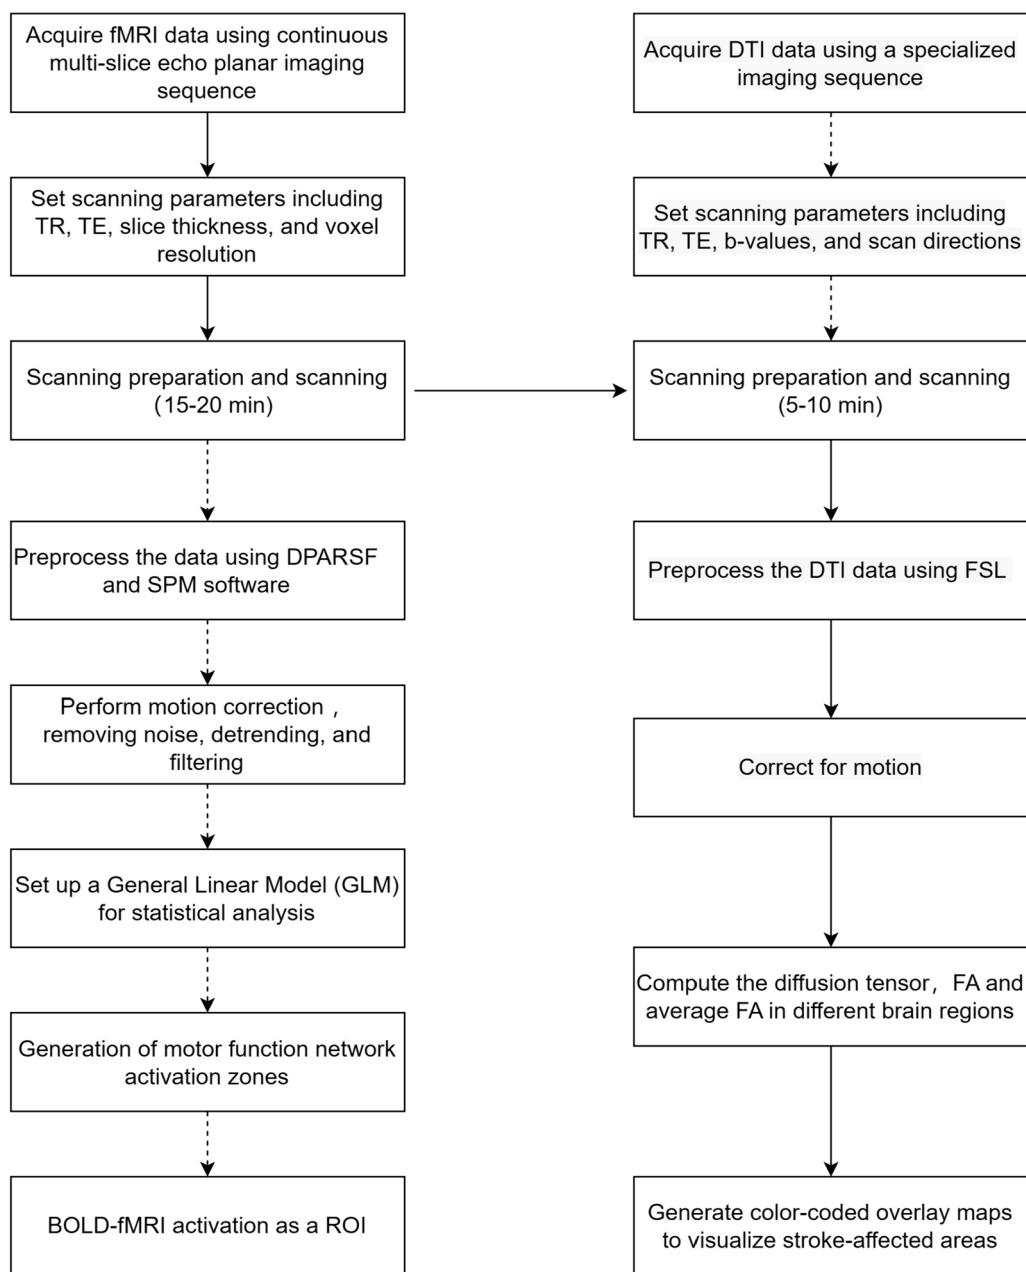 Acquire fMRI data using continuous
multi-slice echo planar imaging
sequence
Set scanning parameters including
TR, TE, slice thickness, and voxel
resolution
Scanning preparation and scanning
(15-20 min)
Preprocess the data using DPARSF
and SPM software
Perform motion correction ,
removing noise, detrending, and
filtering
Set up a General Linear Model (GLM)
for statistical analysis
Generation of motor function network
activation zones
BOLD-fMRI activation as a ROI
Acquire DTI data using a specialized
imaging sequence
Set scanning parameters including
TR, TE, b-values, and scan directions
Scanning preparation and scanning
(5-10 min)
Preprocess the DTI data using FSL
Correct for motion
Compute the diffusion tensor, FA and
average FA in different brain regions
Generate color-coded overlay maps
to visualize stroke-affected areas